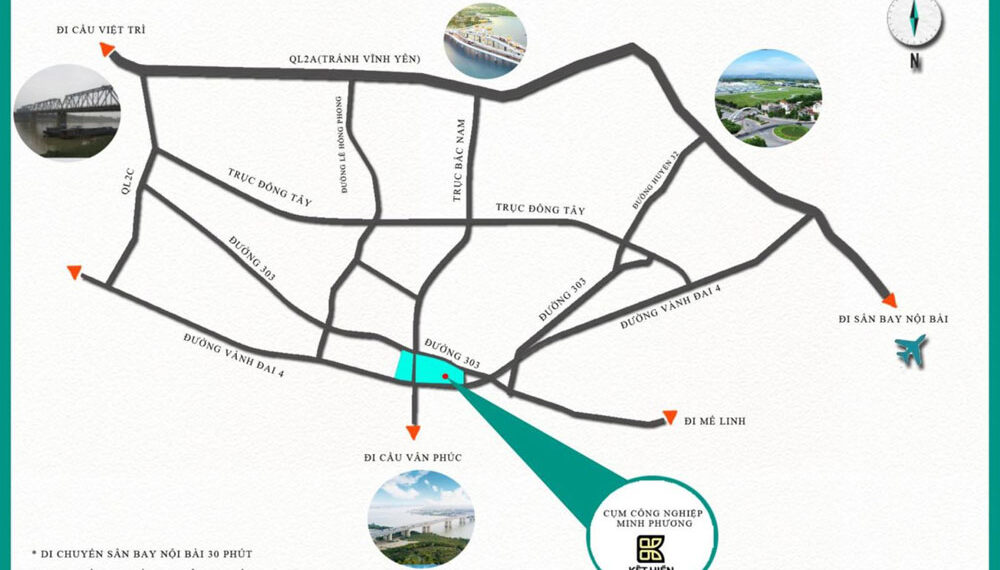 ĐI CẦU VIỆT TRÌ
QL2A(TRÁNH VĨNH YÊN)
N
ĐƯỜNG LÊ HỒNG PHONG
TRỤC BẮC NAM
ĐƯỜNG HUYỆN 32
QL2C
TRỤC ĐÔNG TÂY
TRỤC ĐÔNG TÂY
ĐƯỜNG 303
ĐƯỜNG 303
ĐƯỜNG VÀNH ĐAI 4
ĐI SÂN BAY NỘI BÀI
ĐƯỜNG VÀNH ĐAI 4
ĐƯỜNG 303
ĐI MÊ LINH
ĐI CẦU VÂN PHÚC
CỤM CÔNG NGHIỆP
MINH PHƯƠNG
* DI CHUYỂN SÂN BAY NỘI BÀI 30 PHÚT